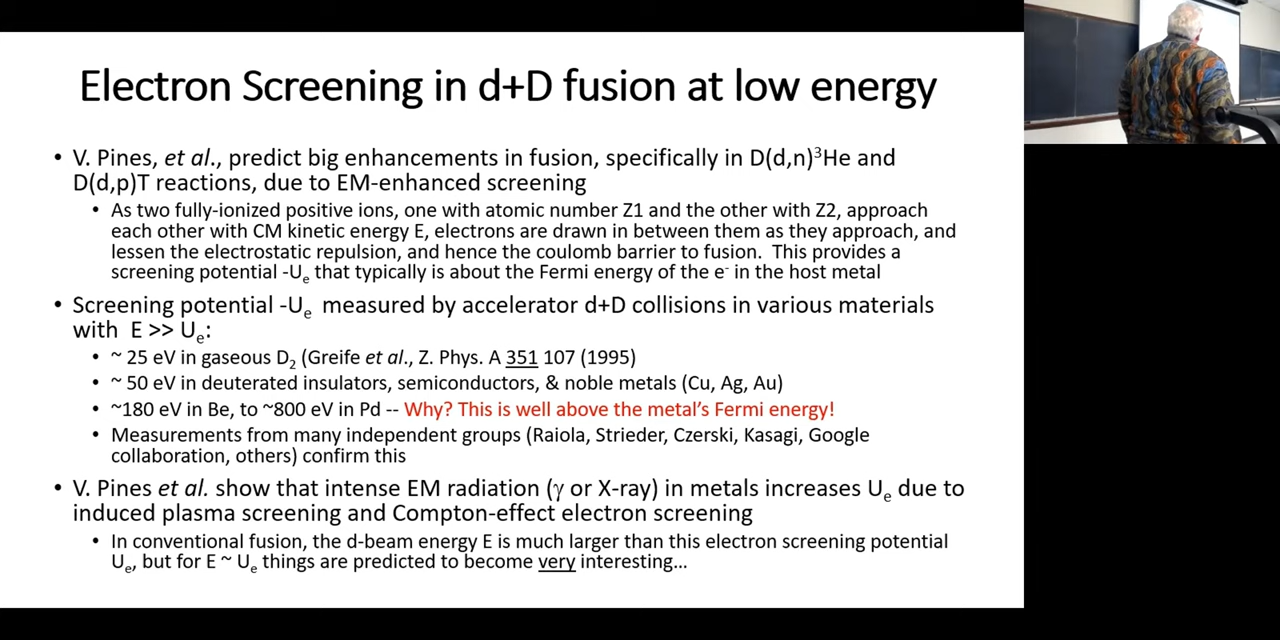 Electron Screening in d+D fusion at low energy
• V. Pines, et al., predict big enhancements in fusion, specifically in D(d,n)³He and
D(d,p)T reactions, due to EM-enhanced screening
• As two fully-ionized positive ions, one with atomic number Z1 and the other with Z2, approach
each other with CM kinetic energy E, electrons are drawn in between them as they approach, and
lessen the electrostatic repulsion, and hence the coulomb barrier to fusion. This provides a
screening potential -Uₑ that typically is about the Fermi energy of the e⁻ in the host metal
• Screening potential -Uₑ measured by accelerator d+D collisions in various materials
with E >> Uₑ:
• ~ 25 eV in gaseous D₂ (Greife et al., Z. Phys. A 351 107 (1995)
• ~ 50 eV in deuterated insulators, semiconductors, & noble metals (Cu, Ag, Au)
• ~180 eV in Be, to ~800 eV in Pd -- Why? This is well above the metal's Fermi energy!
• Measurements from many independent groups (Raiola, Strieder, Czerski, Kasagi, Google
collaboration, others) confirm this
• V. Pines et al. show that intense EM radiation (γ or X-ray) in metals increases Uₑ due to
induced plasma screening and Compton-effect electron screening
• In conventional fusion, the d-beam energy E is much larger than this electron screening potential
Uₑ, but for E ~ Uₑ things are predicted to become very interesting…